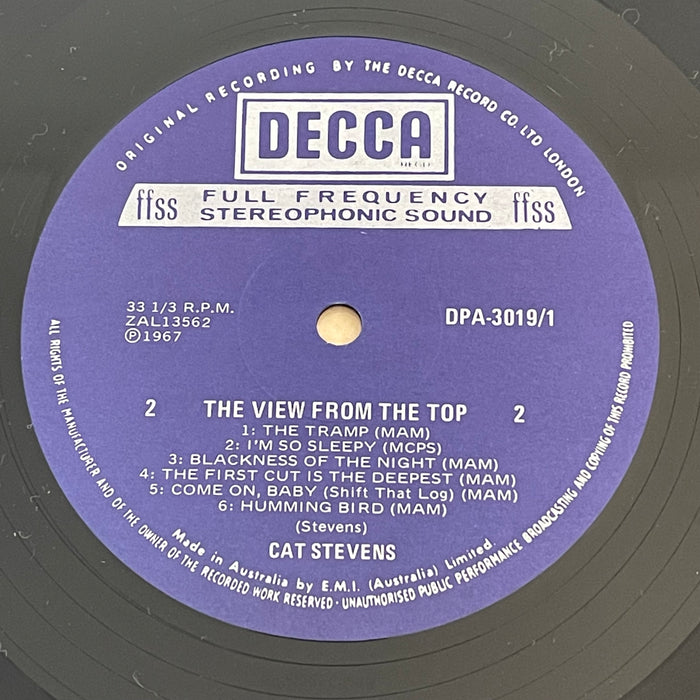 ORIGINAL RECORDING BY THE DECCA RECORD CO. LTD LONDON
DECCA
ffss FULL FREQUENCY ffss
STEREOPHONIC SOUND
33 1/3 R.P.M.
ZAL13562
Ⓟ1967
DPA-3019/1
2 THE VIEW FROM THE TOP 2
1: THE TRAMP (MAM)
2: I'M SO SLEEPY (MCPS)
3: BLACKNESS OF THE NIGHT (MAM)
4: THE FIRST CUT IS THE DEEPEST (MAM)
5: COME ON, BABY (Shift That Log) (MAM)
6: HUMMING BIRD (MAM)
(Stevens)
CAT STEVENS
Made in Australia by E.M.I. (Australia) Limited.
ALL RIGHTS OF THE MANUFACTURER AND OF THE OWNER OF THE RECORDED WORK RESERVED · UNAUTHORISED PUBLIC PERFORMANCE BROADCASTING AND COPYING OF THIS RECORD PROHIBITED